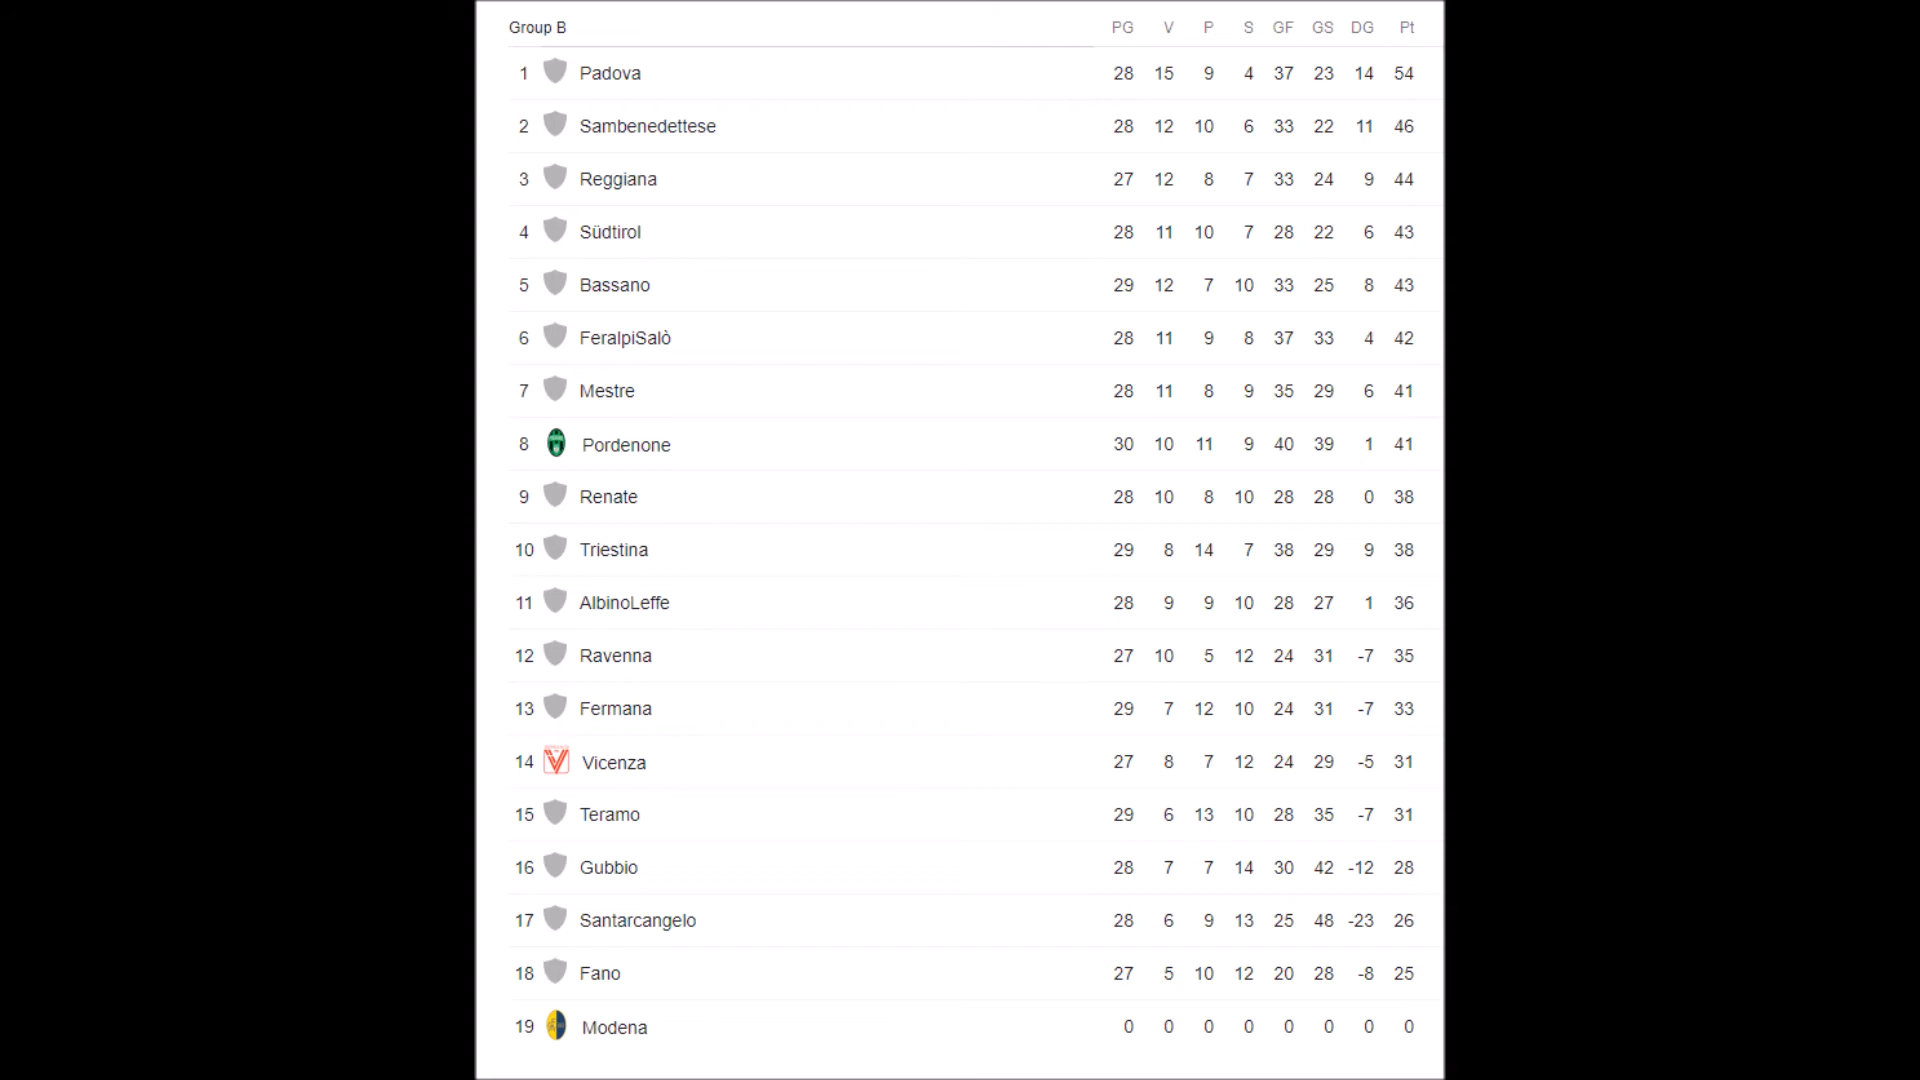 Group B PG V P S GF GS DG Pt
1 Padova 28 15 9 4 37 23 14 54
2 Sambenedettese 28 12 10 6 33 22 11 46
3 Reggiana 27 12 8 7 33 24 9 44
4 Südtirol 28 11 10 7 28 22 6 43
5 Bassano 29 12 7 10 33 25 8 43
6 FeralpiSalò 28 11 9 8 37 33 4 42
7 Mestre 28 11 8 9 35 29 6 41
8 Pordenone 30 10 11 9 40 39 1 41
9 Renate 28 10 8 10 28 28 0 38
10 Triestina 29 8 14 7 38 29 9 38
11 AlbinoLeffe 28 9 9 10 28 27 1 36
12 Ravenna 27 10 5 12 24 31 -7 35
13 Fermana 29 7 12 10 24 31 -7 33
14 Vicenza 27 8 7 12 24 29 -5 31
15 Teramo 29 6 13 10 28 35 -7 31
16 Gubbio 28 7 7 14 30 42 -12 28
17 Santarcangelo 28 6 9 13 25 48 -23 26
18 Fano 27 5 10 12 20 28 -8 25
19 Modena 0 0 0 0 0 0 0 0